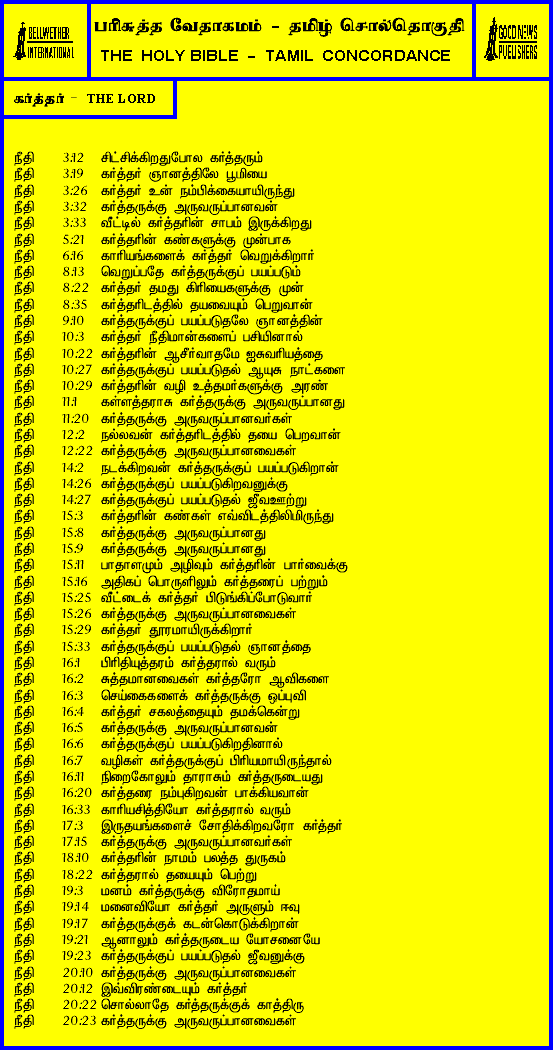 BELLWETHER
INTERNATIONAL
பரிசுத்த வேதாகமம் - தமிழ் சொல்தொகுதி
THE HOLY BIBLE - TAMIL CONCORDANCE
GOOD NEWS
PUBLISHERS
கர்த்தர் - THE LORD
நீதி 3:12 சிட்சிக்கிறதுபோல கர்த்தரும்
நீதி 3:19 கர்த்தர் ஞானத்திலே பூமியை
நீதி 3:26 கர்த்தர் உன் நம்பிக்கையாயிருந்து
நீதி 3:32 கர்த்தருக்கு அருவருப்பானவன்
நீதி 3:33 வீட்டில் கர்த்தரின் சாபம் இருக்கிறது
நீதி 5:21 கர்த்தரின் கண்களுக்கு முன்பாக
நீதி 6:16 காரியங்களைக் கர்த்தர் வெறுக்கிறார்
நீதி 8:13 வெறுப்பதே கர்த்தருக்குப் பயப்படும்
நீதி 8:22 கர்த்தர் தமது கிரியைகளுக்கு முன்
நீதி 8:35 கர்த்தரிடத்தில் தயவையும் பெறுவான்
நீதி 9:10 கர்த்தருக்குப் பயப்படுதலே ஞானத்தின்
நீதி 10:3 கர்த்தர் நீதிமான்களைப் பசியினால்
நீதி 10:22 கர்த்தரின் ஆசீர்வாதமே ஐசுவரியத்தை
நீதி 10:27 கர்த்தருக்குப் பயப்படுதல் ஆயுசு நாட்களை
நீதி 10:29 கர்த்தரின் வழி உத்தமர்களுக்கு அரண்
நீதி 11:1 கள்ளத்தராசு கர்த்தருக்கு அருவருப்பானது
நீதி 11:20 கர்த்தருக்கு அருவருப்பானவர்கள்
நீதி 12:2 நல்லவன் கர்த்தரிடத்தில் தயை பெறவான்
நீதி 12:22 கர்த்தருக்கு அருவருப்பானவைகள்
நீதி 14:2 நடக்கிறவன் கர்த்தருக்குப் பயப்படுகிறான்
நீதி 14:26 கர்த்தருக்குப் பயப்படுகிறவனுக்கு
நீதி 14:27 கர்த்தருக்குப் பயப்படுதல் ஜீவஊற்று
நீதி 15:3 கர்த்தரின் கண்கள் எவ்விடத்திலிமிருந்து
நீதி 15:8 கர்த்தருக்கு அருவருப்பானது
நீதி 15:9 கர்த்தருக்கு அருவருப்பானது
நீதி 15:11 பாதாளமும் அழிவும் கர்த்தரின் பார்வைக்கு
நீதி 15:16 அதிகப் பொருளிலும் கர்த்தரைப் பற்றும்
நீதி 15:25 வீட்டைக் கர்த்தர் பிடுங்கிப்போடுவார்
நீதி 15:26 கர்த்தருக்கு அருவருப்பானவைகள்
நீதி 15:29 கர்த்தர் தூரமாயிருக்கிறார்
நீதி 15:33 கர்த்தருக்குப் பயப்படுதல் ஞானத்தை
நீதி 16:1 பிரிதியுத்தரம் கர்த்தரால் வரும்
நீதி 16:2 சுத்தமானவைகள் கர்த்தரோ ஆவிகளை
நீதி 16:3 செய்கைகளைக் கர்த்தருக்கு ஒப்புவி
நீதி 16:4 கர்த்தர் சகலத்தையும் தமக்கென்று
நீதி 16:5 கர்த்தருக்கு அருவருப்பானவன்
நீதி 16:6 கர்த்தருக்குப் பயப்படுகிறதினால்
நீதி 16:7 வழிகள் கர்த்தருக்குப் பிரியமாயிருந்தால்
நீதி 16:11 நிறைகோலும் தாராசும் கர்த்தருடையது
நீதி 16:20 கர்த்தரை நம்புகிறவன் பாக்கியவான்
நீதி 16:33 காரியசித்தியோ கர்த்தரால் வரும்
நீதி 17:3 இருதயங்களைச் சோதிக்கிறவரோ கர்த்தர்
நீதி 17:15 கர்த்தருக்கு அருவருப்பானவர்கள்
நீதி 18:10 கர்த்தரின் நாமம் பலத்த துருகம்
நீதி 18:22 கர்த்தரால் தயையும் பெற்று
நீதி 19:3 மனம் கர்த்தருக்கு விரோதமாய்
நீதி 19:14 மனைவியோ கர்த்தர் அருளும் ஈவு
நீதி 19:17 கர்த்தருக்குக் கடன்கொடுக்கிறான்
நீதி 19:21 ஆனாலும் கர்த்தருடைய யோசனையே
நீதி 19:23 கர்த்தருக்குப் பயப்படுதல் ஜீவனுக்கு
நீதி 20:10 கர்த்தருக்கு அருவருப்பானவைகள்
நீதி 20:12 இவ்விரண்டையும் கர்த்தர்
நீதி 20:22 சொல்லாதே கர்த்தருக்குக் காத்திரு
நீதி 20:23 கர்த்தருக்கு அருவருப்பானவைகள்